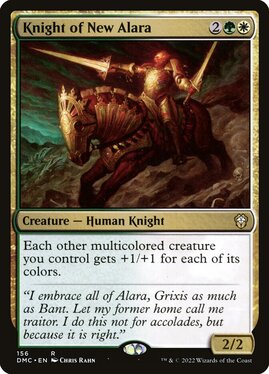 Knight of New Alara 2
Creature — Human Knight
Each other multicolored creature
you control gets +1/+1 for each of its
colors.
“I embrace all of Alara, Grixis as much
as Bant. Let my former home call me
traitor. I do this not for accolades, but
because it is right.”
2/2
156 R
DMC • EN Chris Rahn ™ & © 2022 Wizards of the Coast